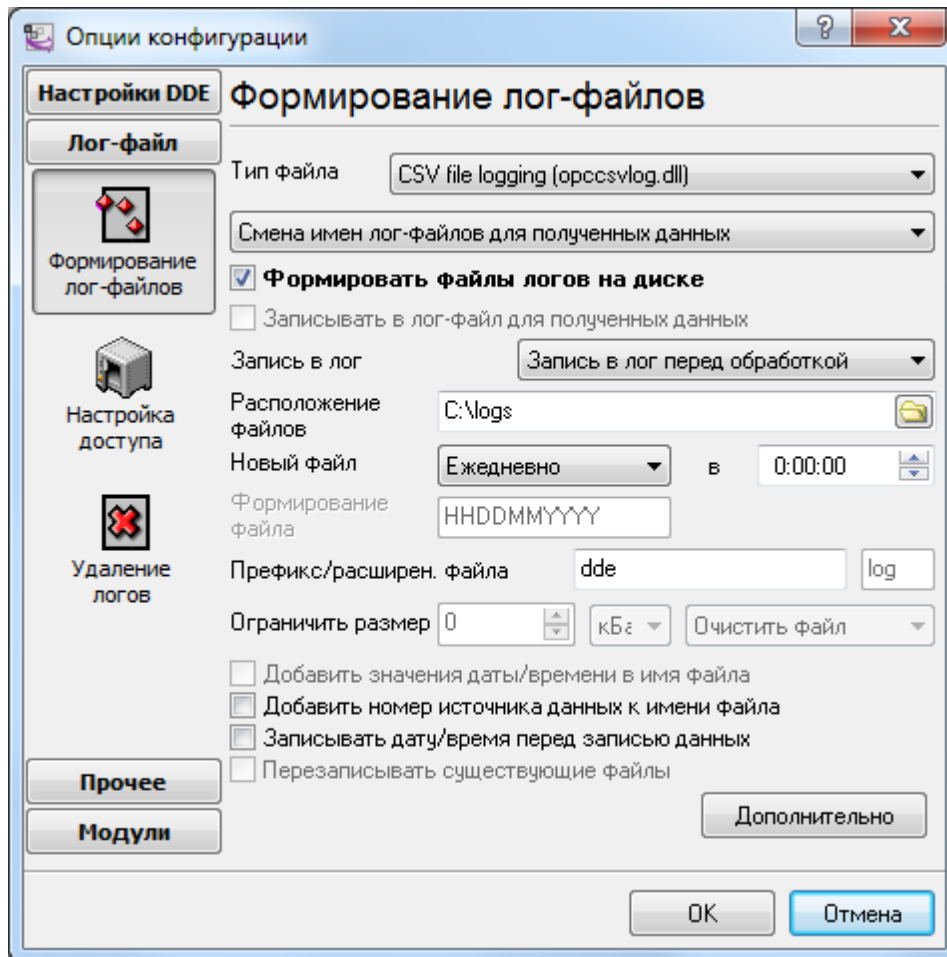 Опции конфигурации
Настройки DDE
Лог-файл
Формирование
лог-файлов
Настройка
доступа
Удаление
логов
Прочее
Модули
Формирование лог-файлов
Тип файла CSV file logging (opccsvlog.dll)
Смена имен лог-файлов для полученных данных
Формировать файлы логов на диске
Записывать в лог-файл для полученных данных
Запись в лог Запись в лог перед обработкой
Расположение
файлов C:\logs
Новый файл Ежедневно в 0:00:00
Формирование
файла HHDDMMYYYY
Префикс/расширен. файла dde log
Ограничить размер 0 кБа Очистить файл
Добавить значения даты/времени в имя файла
Добавить номер источника данных к имени файла
Записывать дату/время перед записью данных
Перезаписывать существующие файлы
Дополнительно
OK Отмена